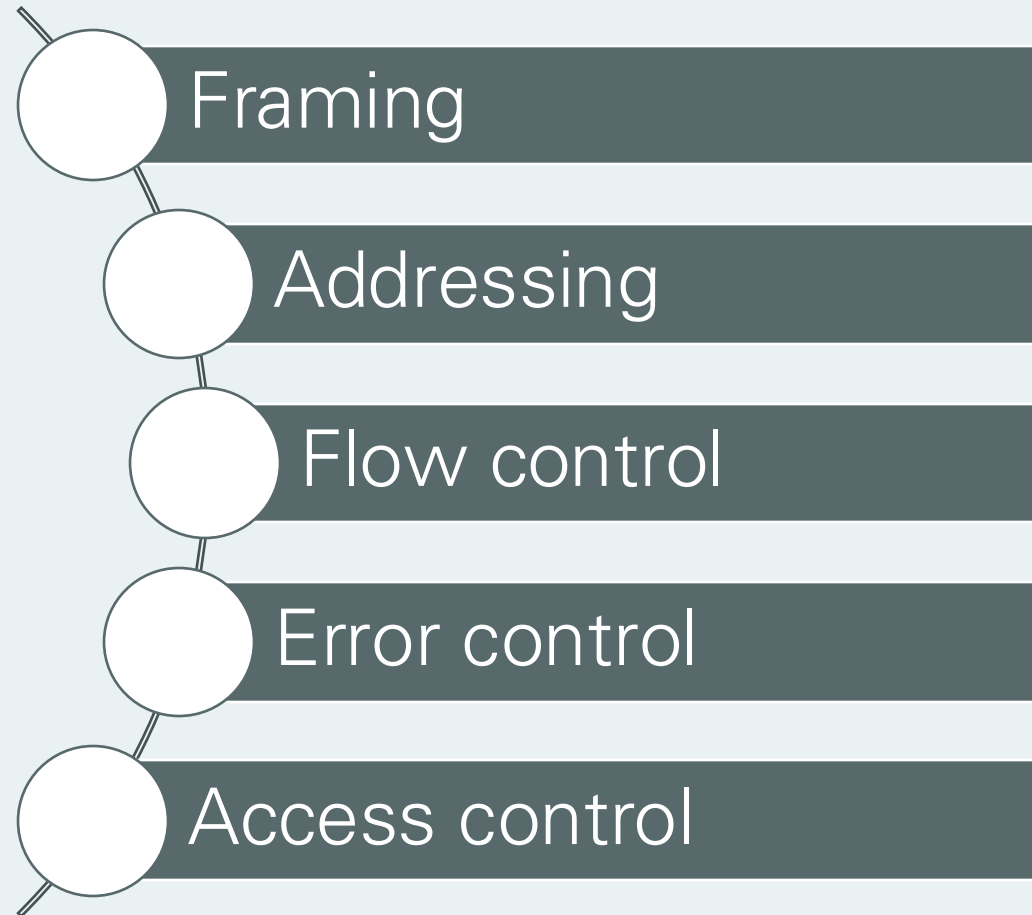 Framing
Addressing
Flow control
Error control
Access control